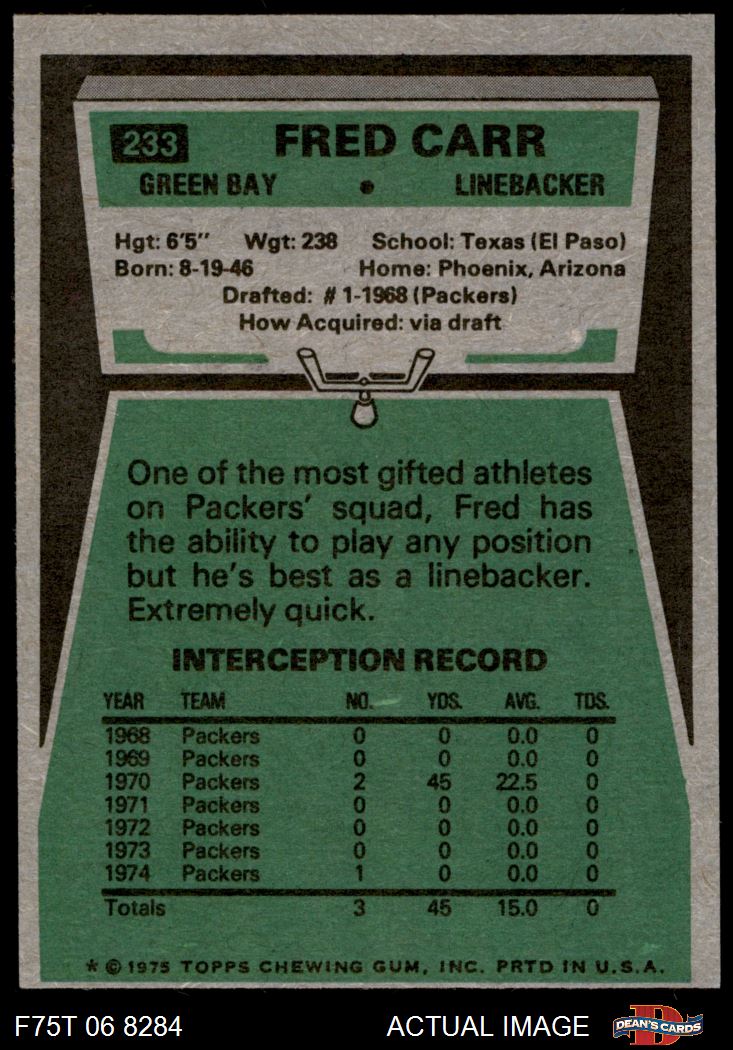 233 FRED CARR
GREEN BAY • LINEBACKER
Hgt: 6'5" Wgt: 238 School: Texas (El Paso)
Born: 8-19-46 Home: Phoenix, Arizona
Drafted: # 1-1968 (Packers)
How Acquired: via draft
One of the most gifted athletes
on Packers' squad, Fred has
the ability to play any position
but he's best as a linebacker.
Extremely quick.
INTERCEPTION RECORD
YEAR TEAM NO. YDS. AVG. TDS.
1968 Packers 0 0 0.0 0
1969 Packers 0 0 0.0 0
1970 Packers 2 45 22.5 0
1971 Packers 0 0 0.0 0
1972 Packers 0 0 0.0 0
1973 Packers 0 0 0.0 0
1974 Packers 1 0 0.0 0
Totals 3 45 15.0 0
* © 1975 TOPPS CHEWING GUM, INC. PRTD IN U.S.A.
F75T 06 8284 ACTUAL IMAGE D DEAN'S CARDS